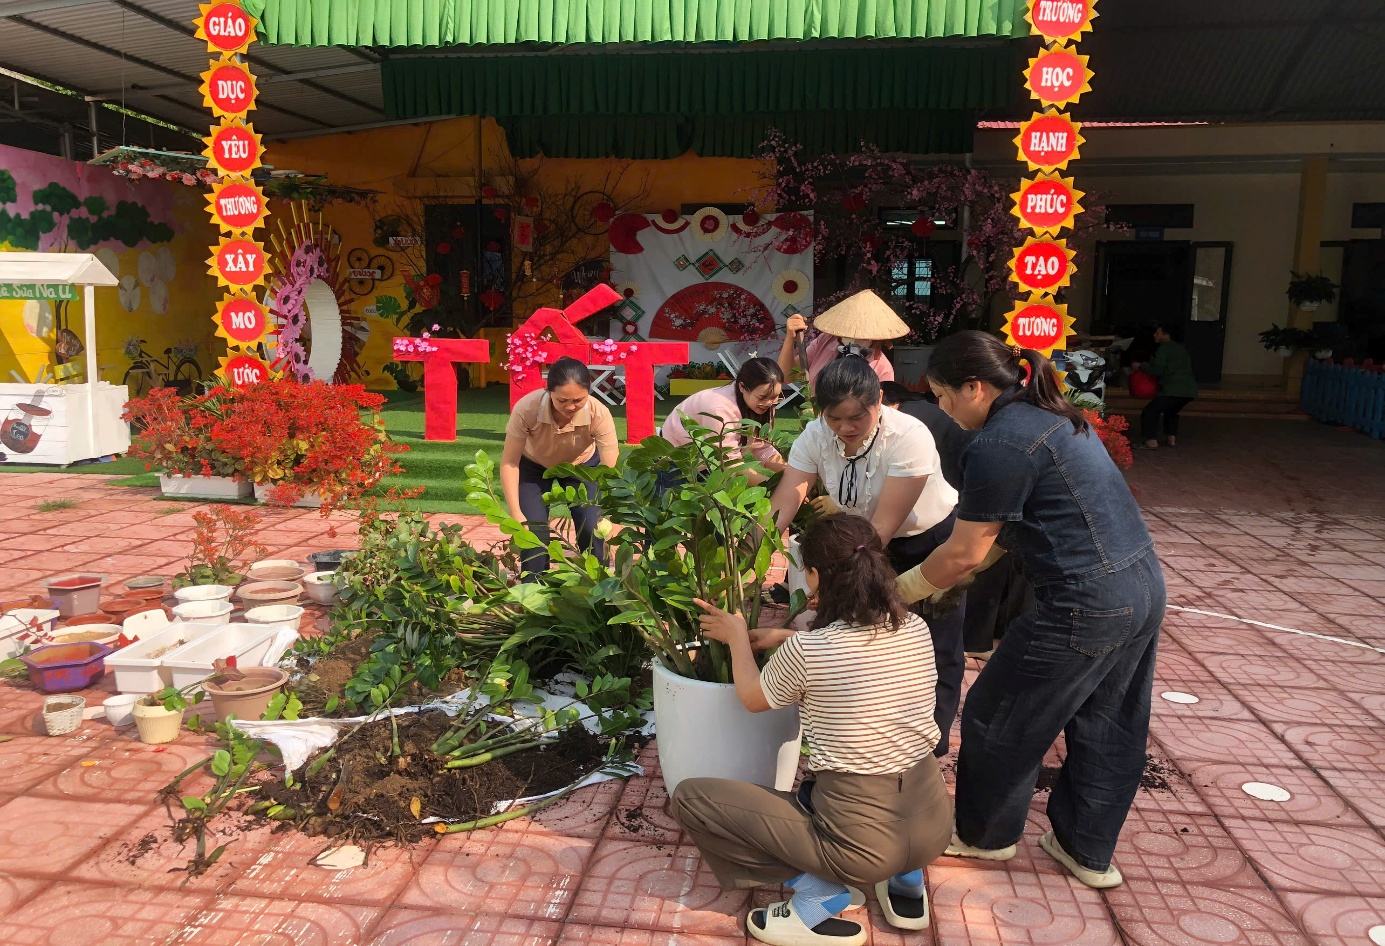 GIÁO
DỤC
YÊU
THƯƠNG
XÂY
MƠ
ƯỚC
TRƯỜNG
HỌC
HẠNH
PHÚC
TẠO
TƯƠNG
TẾT